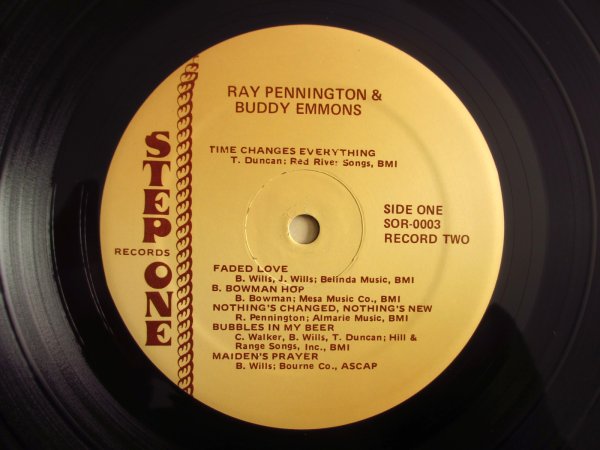 RAY PENNINGTON &
BUDDY EMMONS
TIME CHANGES EVERYTHING
T. Duncan; Red River Songs, BMI
STEP ONE
RECORDS
SIDE ONE
SOR-0003
RECORD TWO
FADED LOVE
B. Wills, J. Wills; Belinda Music, BMI
B. BOWMAN HOP
B. Bowman; Mesa Music Co., BMI
NOTHING'S CHANGED, NOTHING'S NEW
R. Pennington; Almarie Music, BMI
BUBBLES IN MY BEER
C. Walker, B. Wills, T. Duncan; Hill &
Range Songs, Inc., BMI
MAIDEN'S PRAYER
B. Wills; Bourne Co., ASCAP